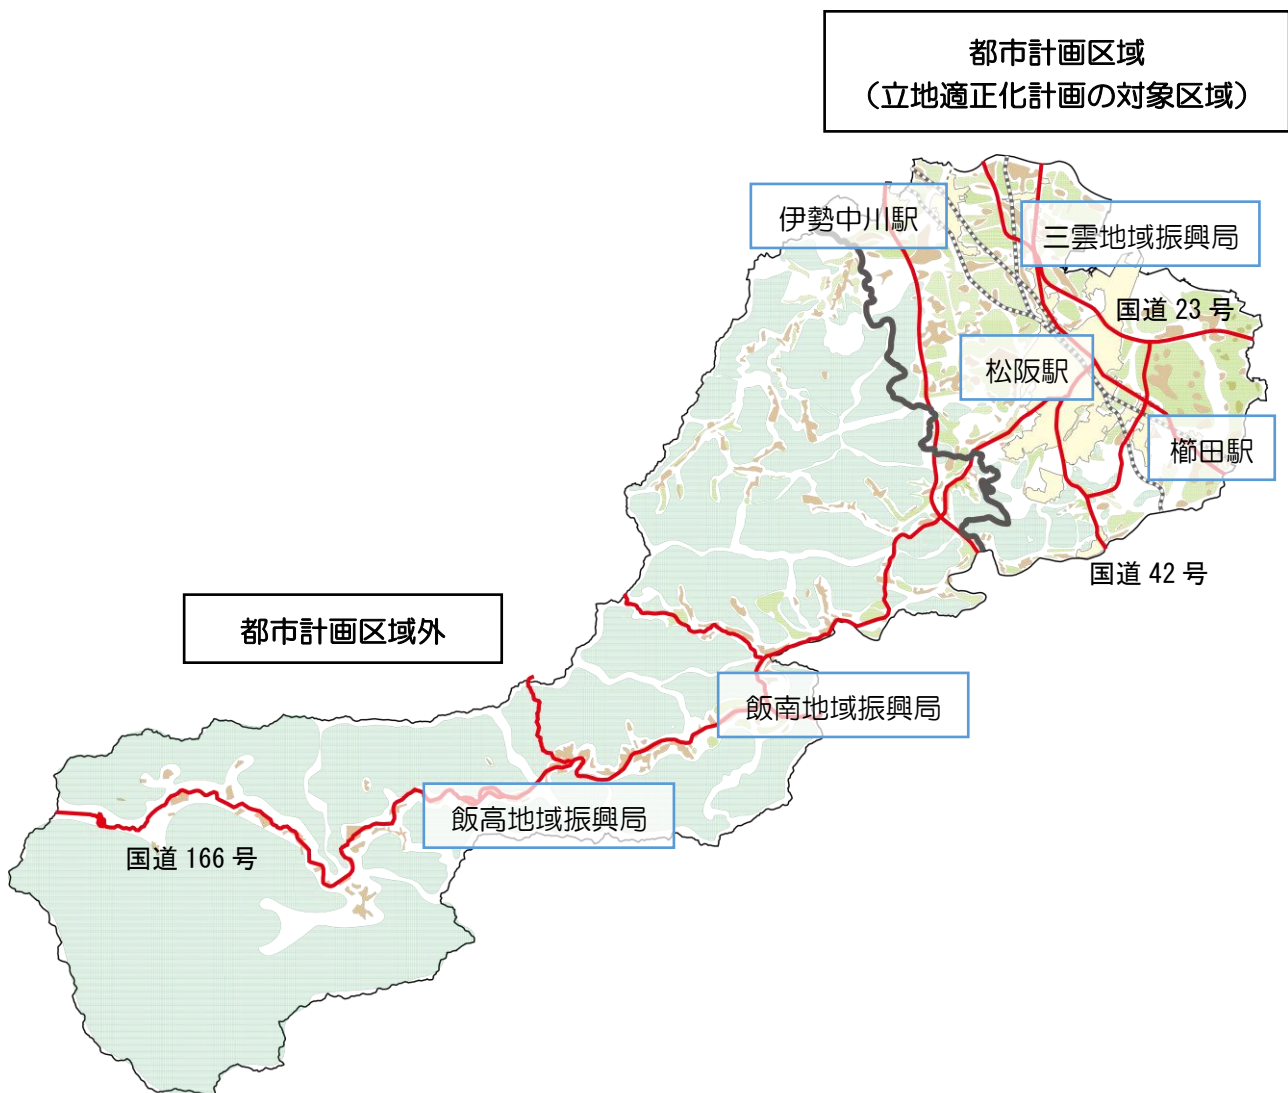 都市計画区域
（立地適正化計画の対象区域）
伊勢中川駅
三雲地域振興局
国道 23 号
松阪駅
櫛田駅
国道 42 号
都市計画区域外
飯南地域振興局
飯高地域振興局
国道 166 号